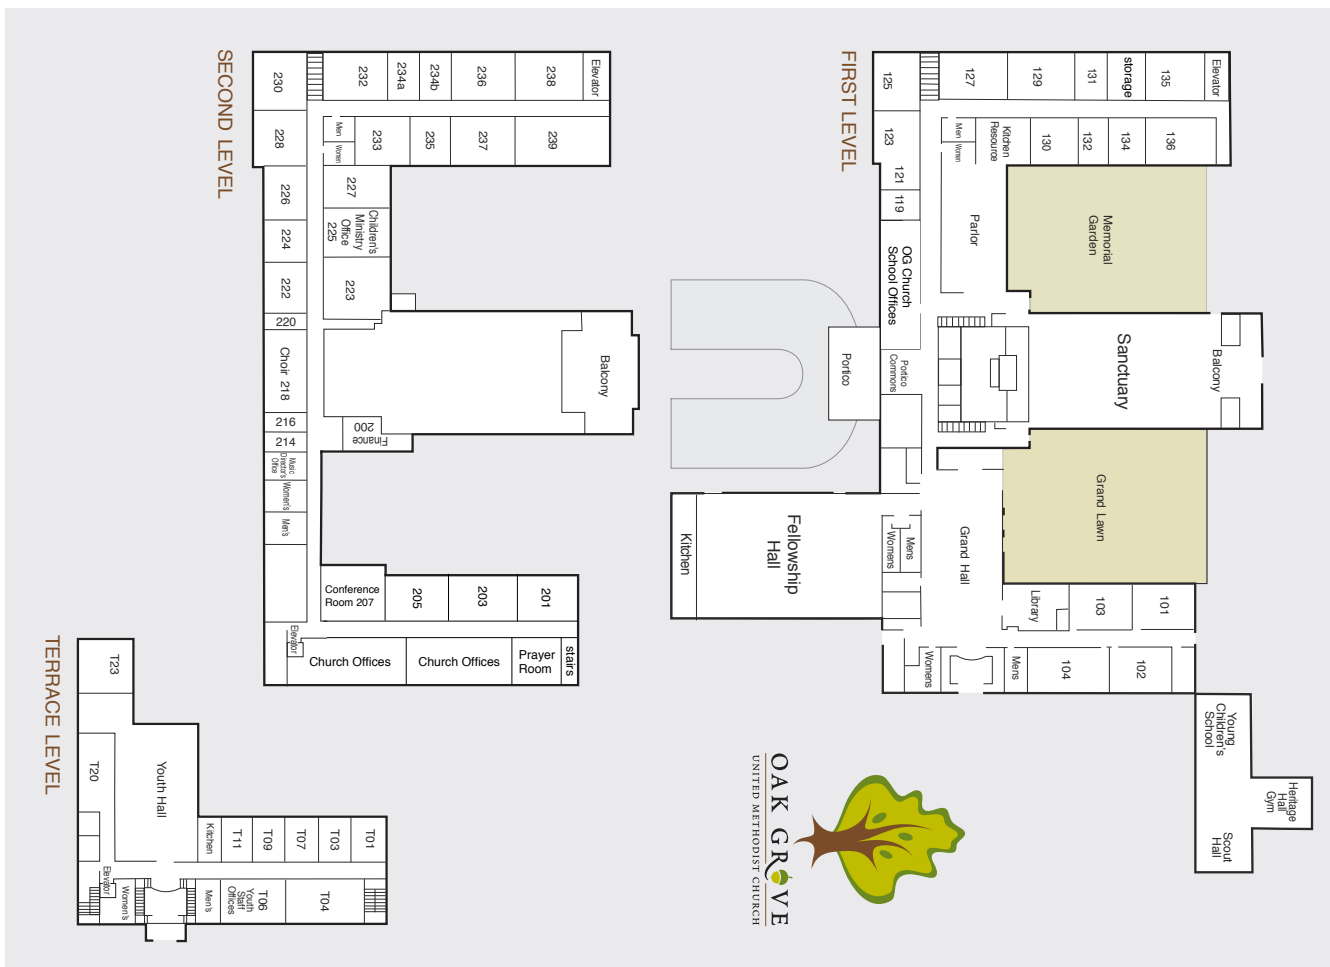 SECOND LEVEL
230
232
234a
234b
236
238
Elevator
228
Men
Women
233
235
237
239
226
227
224
Children's
Ministry
Office
225
222
223
220
Choir 218
Balcony
216
200
Finance
214
Music
Director's
Office
Women's
Men's
Conference
Room 207
205
203
201
Elevator
Church Offices
Church Offices
Prayer
Room
stairs
FIRST LEVEL
125
127
129
131
storage
135
Elevator
123
Men
Women
Kitchen
Resource
130
132
134
136
121
119
Parlor
Memorial
Garden
OG Church
School Offices
Portico
Portico
Commons
Sanctuary
Balcony
Grand Lawn
Kitchen
Fellowship
Hall
Womens
Mens
Grand Hall
Library
103
101
Womens
Mens
104
102
Young
Children's
School
Heritage
Hall
Gym
Scout
Hall
TERRACE LEVEL
T23
T20
Youth Hall
Kitchen
T11
T09
T07
T03
T01
Elevator
Women's
Men's
T06
Youth
Staff
Offices
T04
OAK GROVE
UNITED METHODIST CHURCH